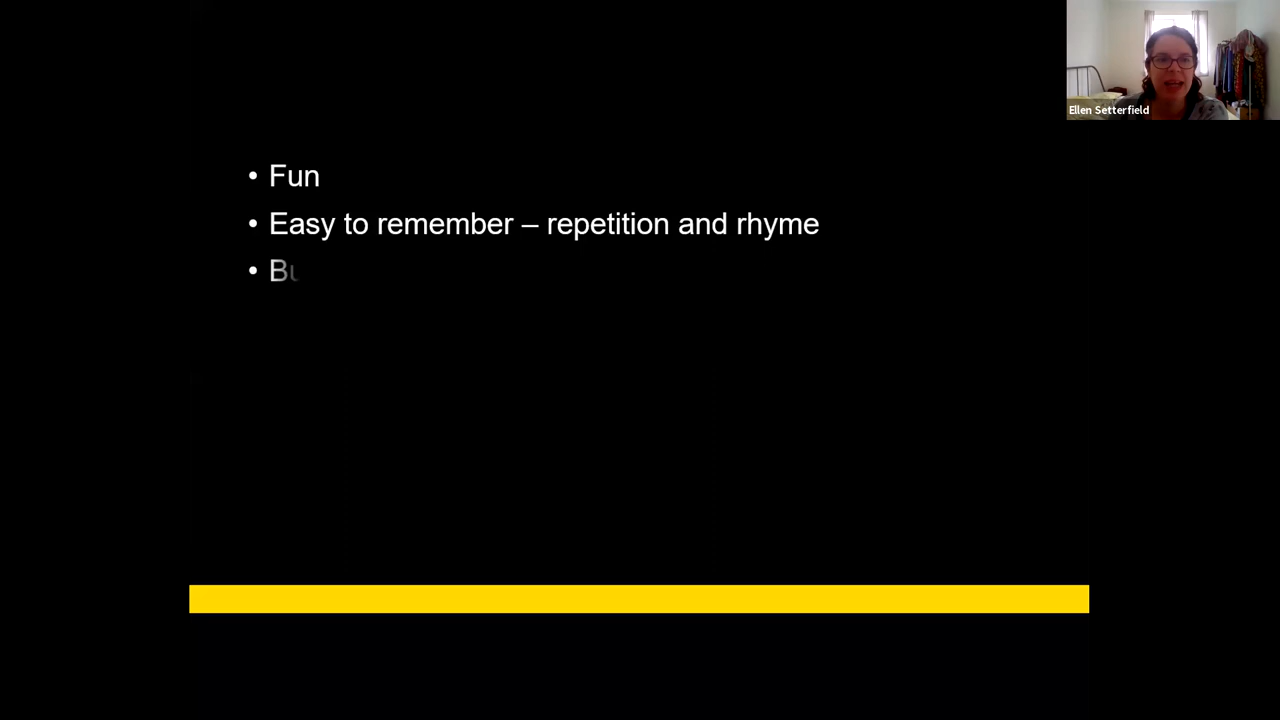 Ellen Setterfield
• Fun
• Easy to remember – repetition and rhyme
• Bu